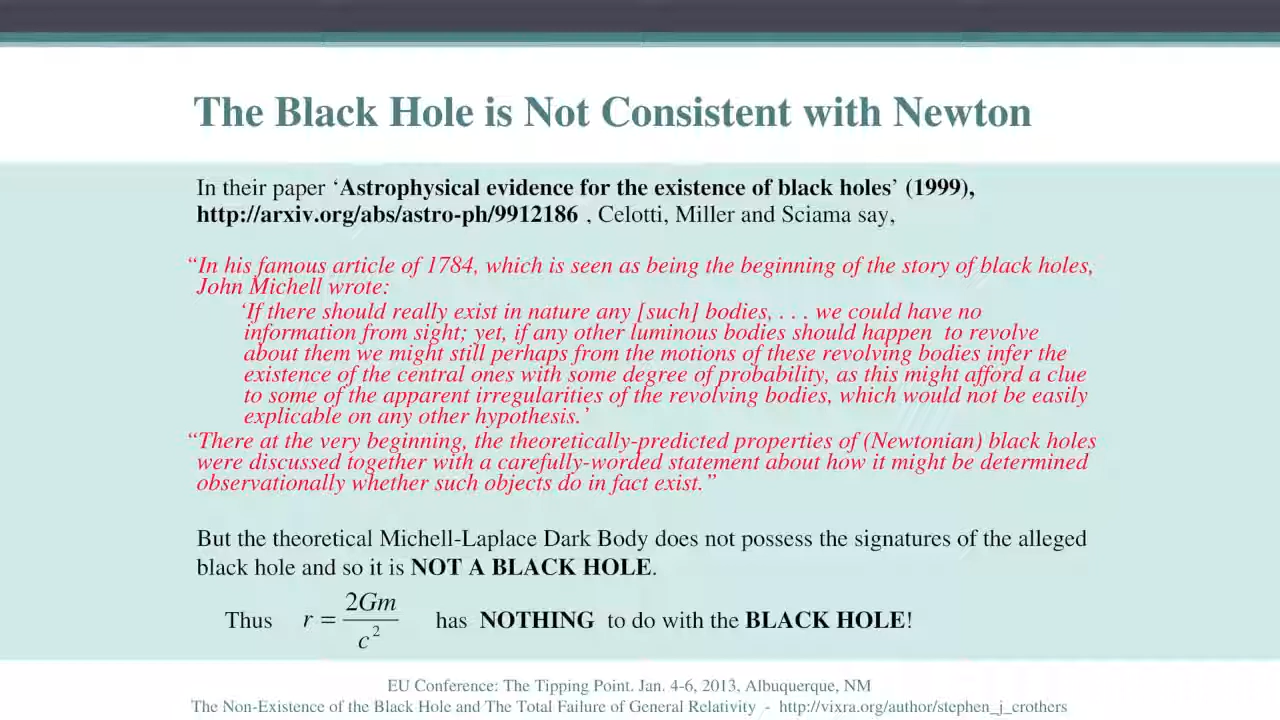 The Black Hole is Not Consistent with Newton
In their paper ‘Astrophysical evidence for the existence of black holes’ (1999),
http://arxiv.org/abs/astro-ph/9912186 , Celotti, Miller and Sciama say,
“In his famous article of 1784, which is seen as being the beginning of the story of black holes,
John Michell wrote:
‘If there should really exist in nature any [such] bodies, . . . we could have no
information from sight; yet, if any other luminous bodies should happen to revolve
about them we might still perhaps from the motions of these revolving bodies infer the
existence of the central ones with some degree of probability, as this might afford a clue
to some of the apparent irregularities of the revolving bodies, which would not be easily
explicable on any other hypothesis.’
“There at the very beginning, the theoretically-predicted properties of (Newtonian) black holes
were discussed together with a carefully-worded statement about how it might be determined
observationally whether such objects do in fact exist.”
But the theoretical Michell-Laplace Dark Body does not possess the signatures of the alleged
black hole and so it is NOT A BLACK HOLE.
Thus r = 2Gm / c² has NOTHING to do with the BLACK HOLE!
EU Conference: The Tipping Point. Jan. 4-6, 2013, Albuquerque, NM
The Non-Existence of the Black Hole and The Total Failure of General Relativity - http://vixra.org/author/stephen_j_crothers